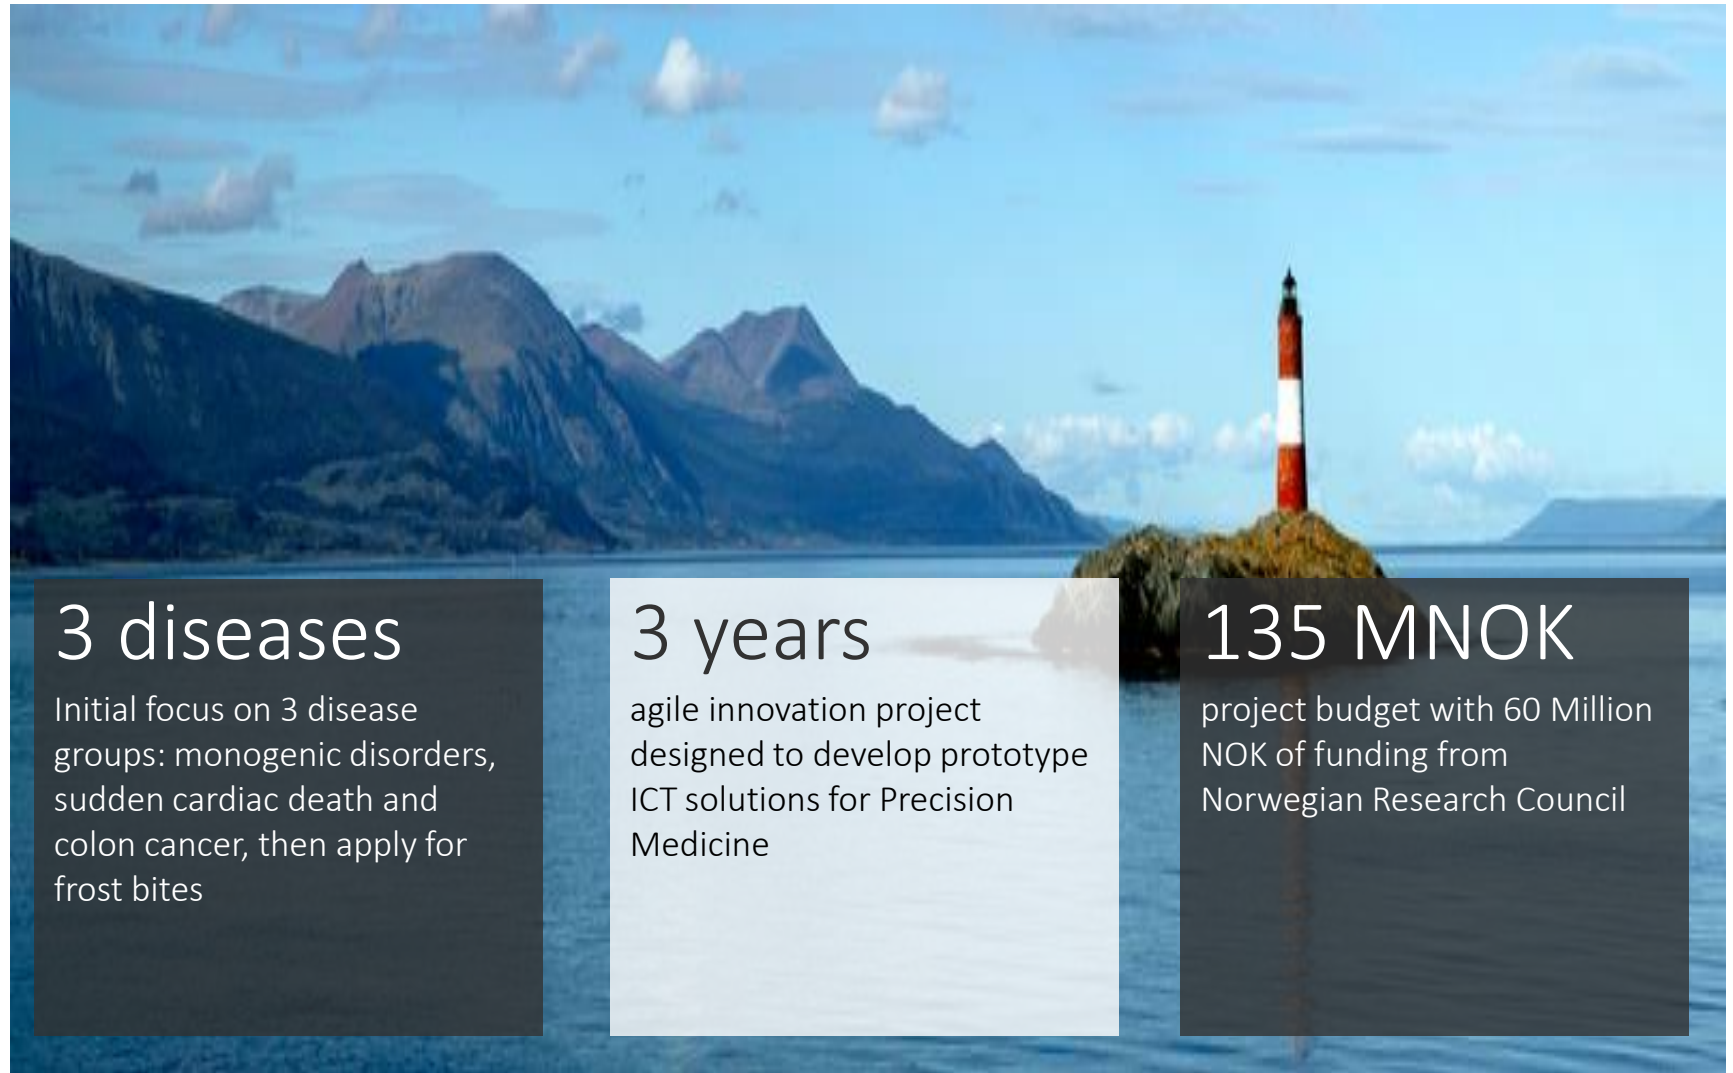 3 diseases
Initial focus on 3 disease
groups: monogenic disorders,
sudden cardiac death and
colon cancer, then apply for
frost bites
3 years
agile innovation project
designed to develop prototype
ICT solutions for Precision
Medicine
135 MNOK
project budget with 60 Million
NOK of funding from
Norwegian Research Council